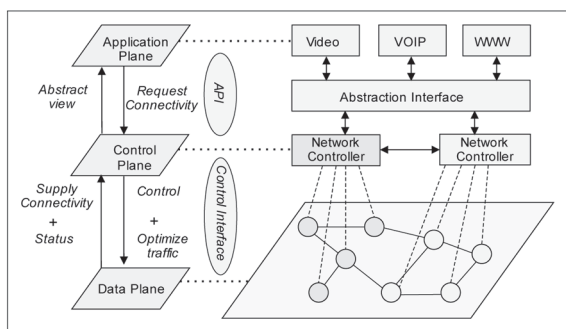 Application
Plane
Video
VOIP
WWW
Abstract
view
Request
Connectivity
API
Abstraction Interface
Control
Plane
Network
Controller
Network
Controller
Supply
Connectivity
+
Status
Control
+
Optimize
traffic
Control Interface
Data Plane